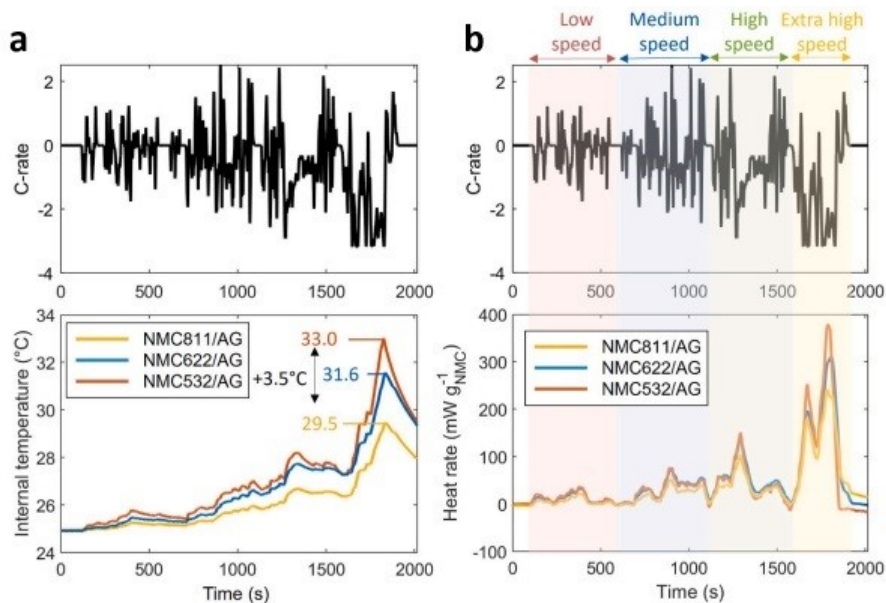 a
2
0
-2
-4
C-rate
0
500
1000
1500
2000
34
32
30
28
26
24
Internal temperature (°C)
NMC811/AG
NMC622/AG
NMC532/AG
33.0
+3.5°C
31.6
29.5
0
500
1000
1500
2000
Time (s)
b
Low
speed
Medium
speed
High
speed
Extra high
speed
2
0
-2
-4
C-rate
0
500
1000
1500
2000
400
300
200
100
0
-100
Heat rate (mW g⁻¹NMC)
NMC811/AG
NMC622/AG
NMC532/AG
0
500
1000
1500
2000
Time (s)